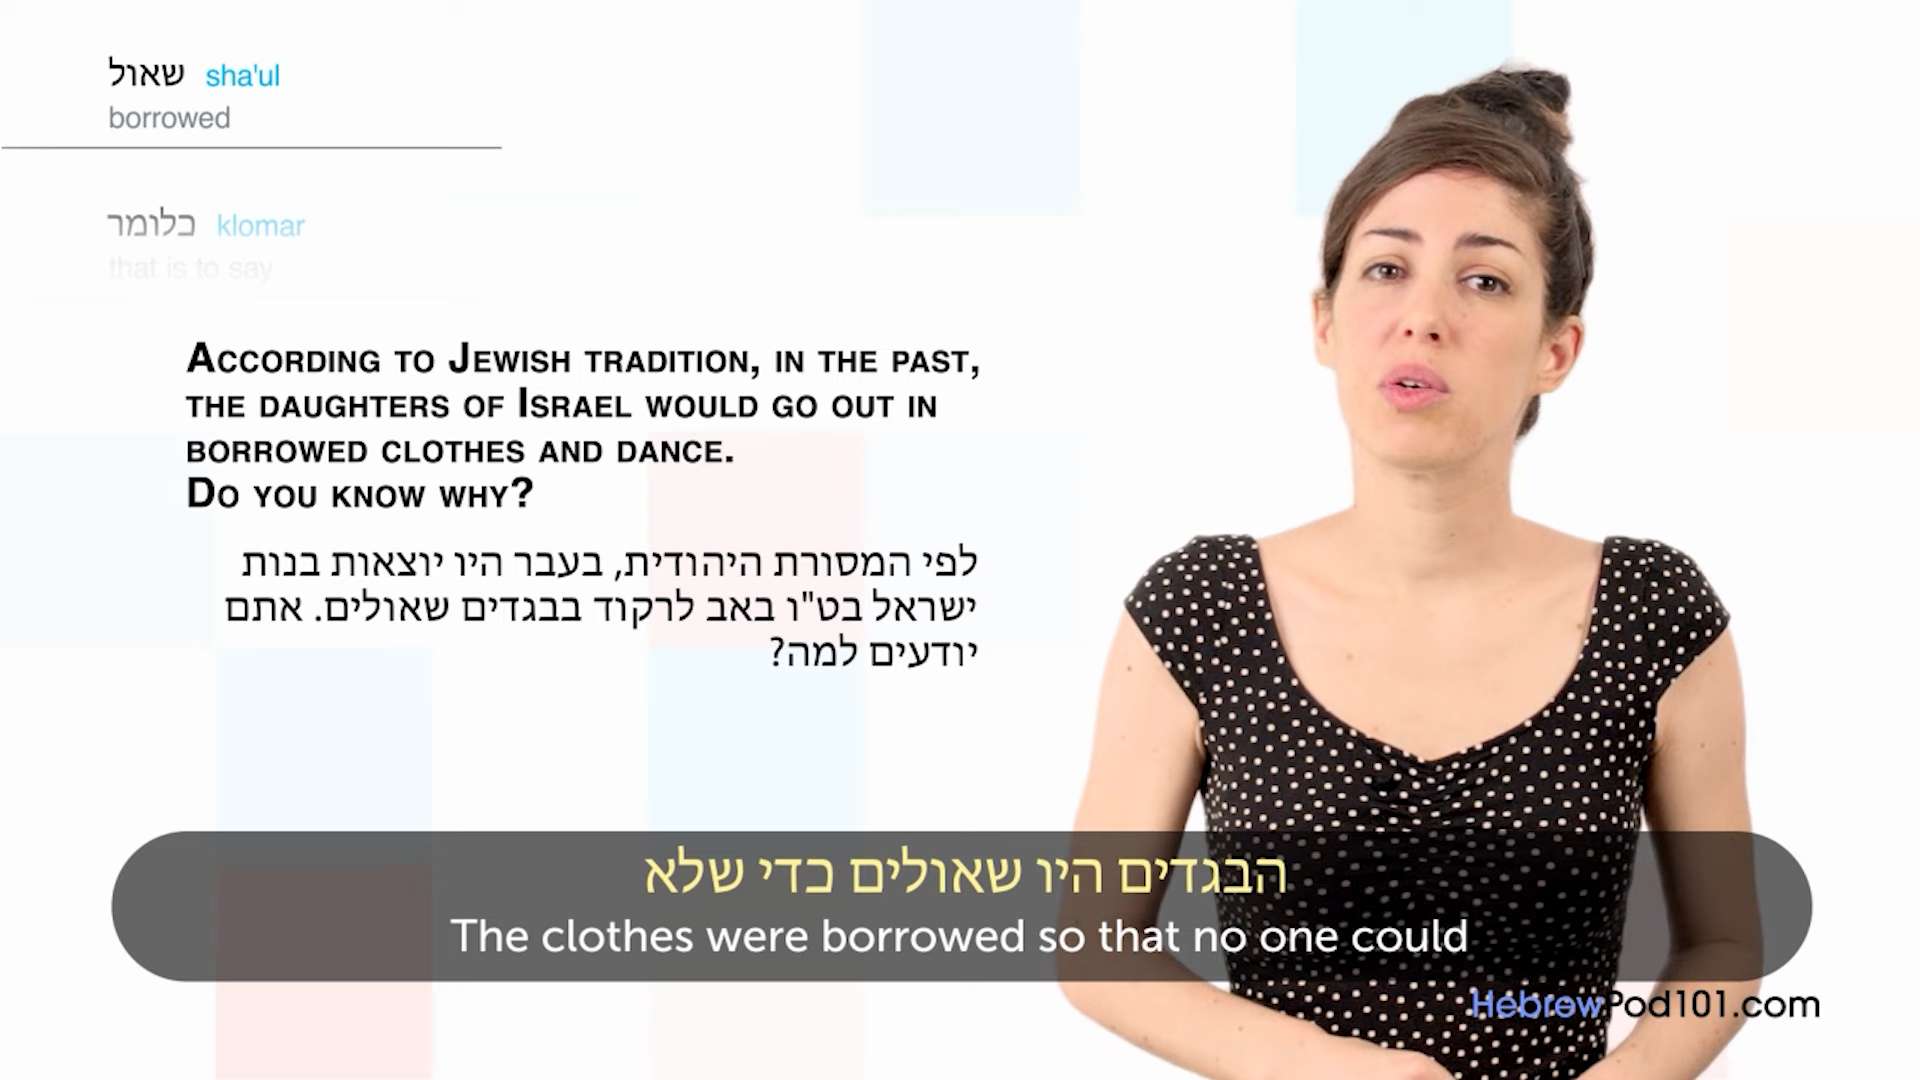 שאול sha'ul
borrowed
כלומר klomar
that is to say
According to Jewish tradition, in the past,
the daughters of Israel would go out in
borrowed clothes and dance.
Do you know why?
לפי המסורת היהודית, בעבר היו יוצאות בנות
ישראל בט"ו באב לרקוד בבגדים שאולים. אתם
יודעים למה?
הבגדים היו שאולים כדי שלא
The clothes were borrowed so that no one could
HebrewPod101.com